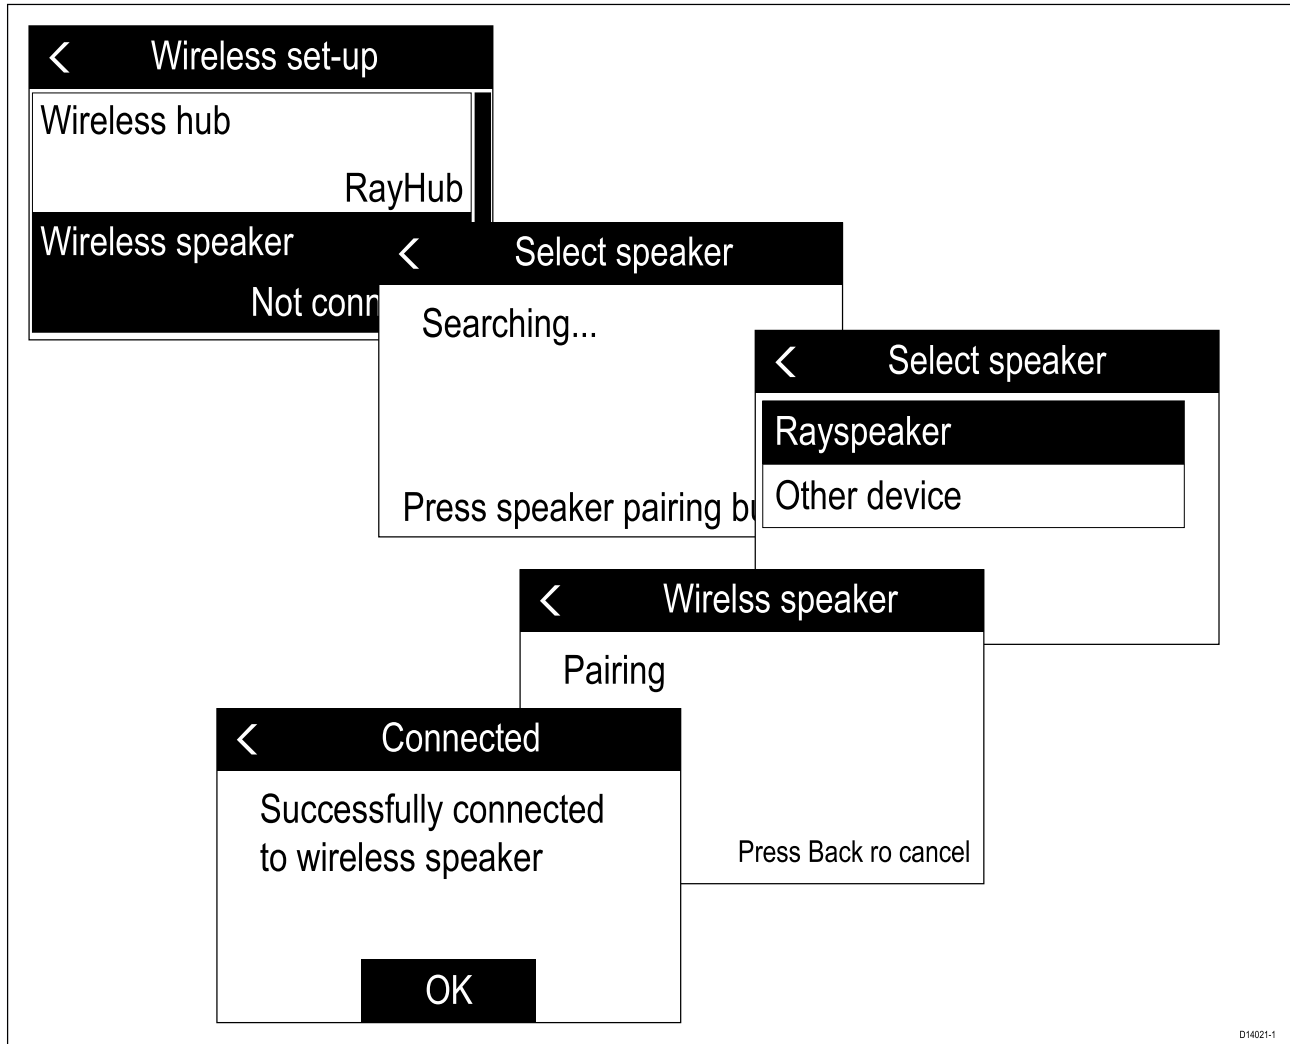 Wireless set-up
Wireless hub
RayHub
Wireless speaker
Not conn
Select speaker
Searching...
Press speaker pairing bu
Select speaker
Rayspeaker
Other device
Wirelss speaker
Pairing
Press Back ro cancel
Connected
Successfully connected
to wireless speaker
OK
D14021-1